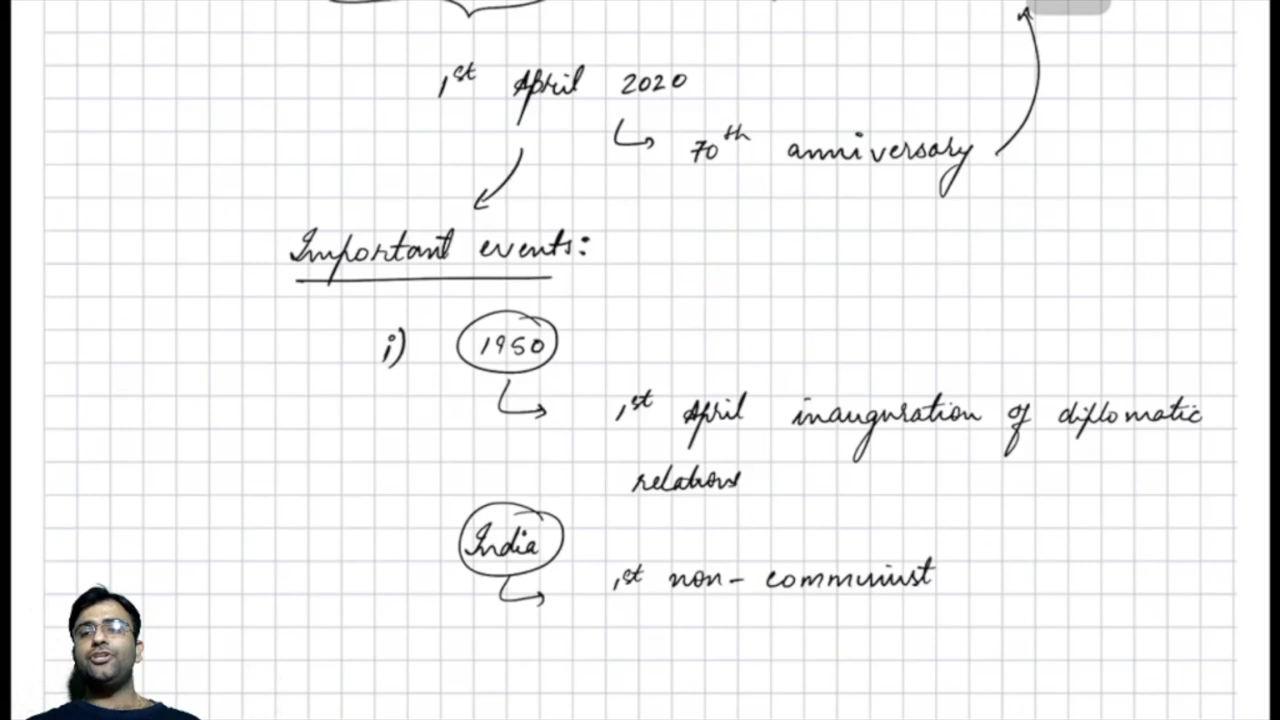 1st April 2020
70th anniversary
Important events:
i) 1950
1st April inauguration of diplomatic
relations
India
1st non-communist